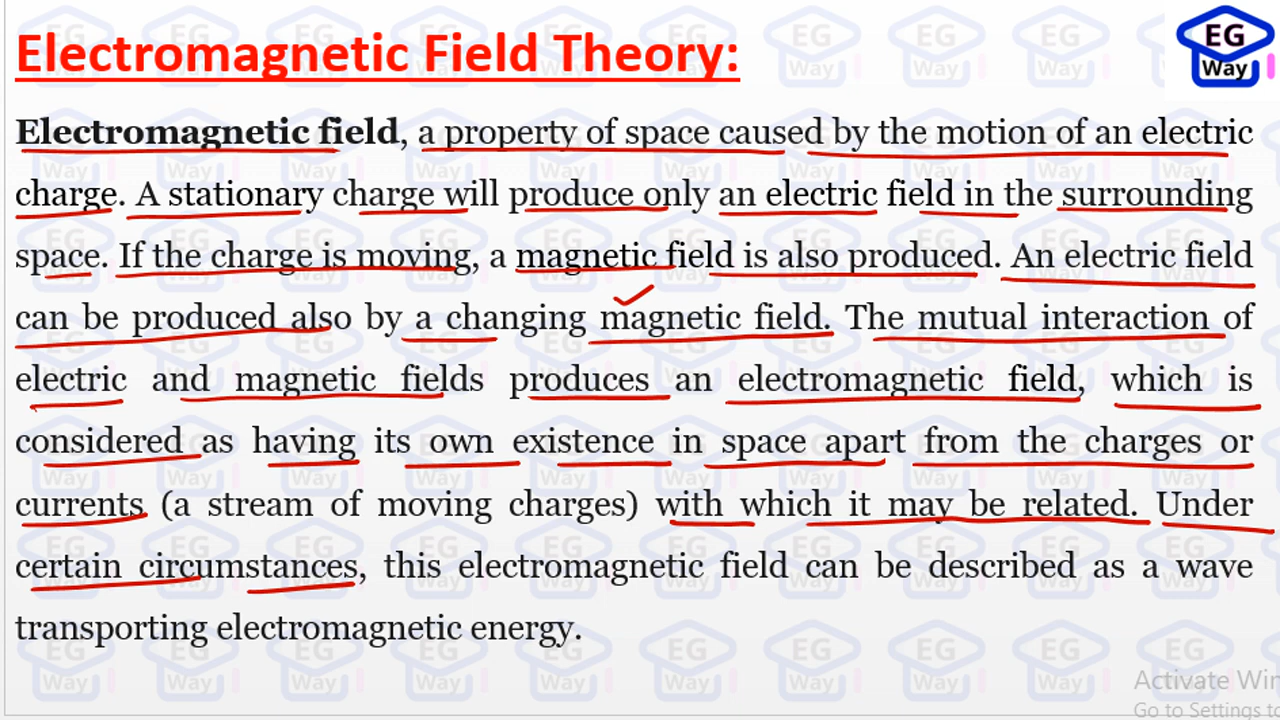 Electromagnetic Field Theory:
EG
Way
Electromagnetic field, a property of space caused by the motion of an electric
charge. A stationary charge will produce only an electric field in the surrounding
space. If the charge is moving, a magnetic field is also produced. An electric field
can be produced also by a changing magnetic field. The mutual interaction of
electric and magnetic fields produces an electromagnetic field, which is
considered as having its own existence in space apart from the charges or
currents (a stream of moving charges) with which it may be related. Under
certain circumstances, this electromagnetic field can be described as a wave
transporting electromagnetic energy.
Activate Win
Go to Settings to